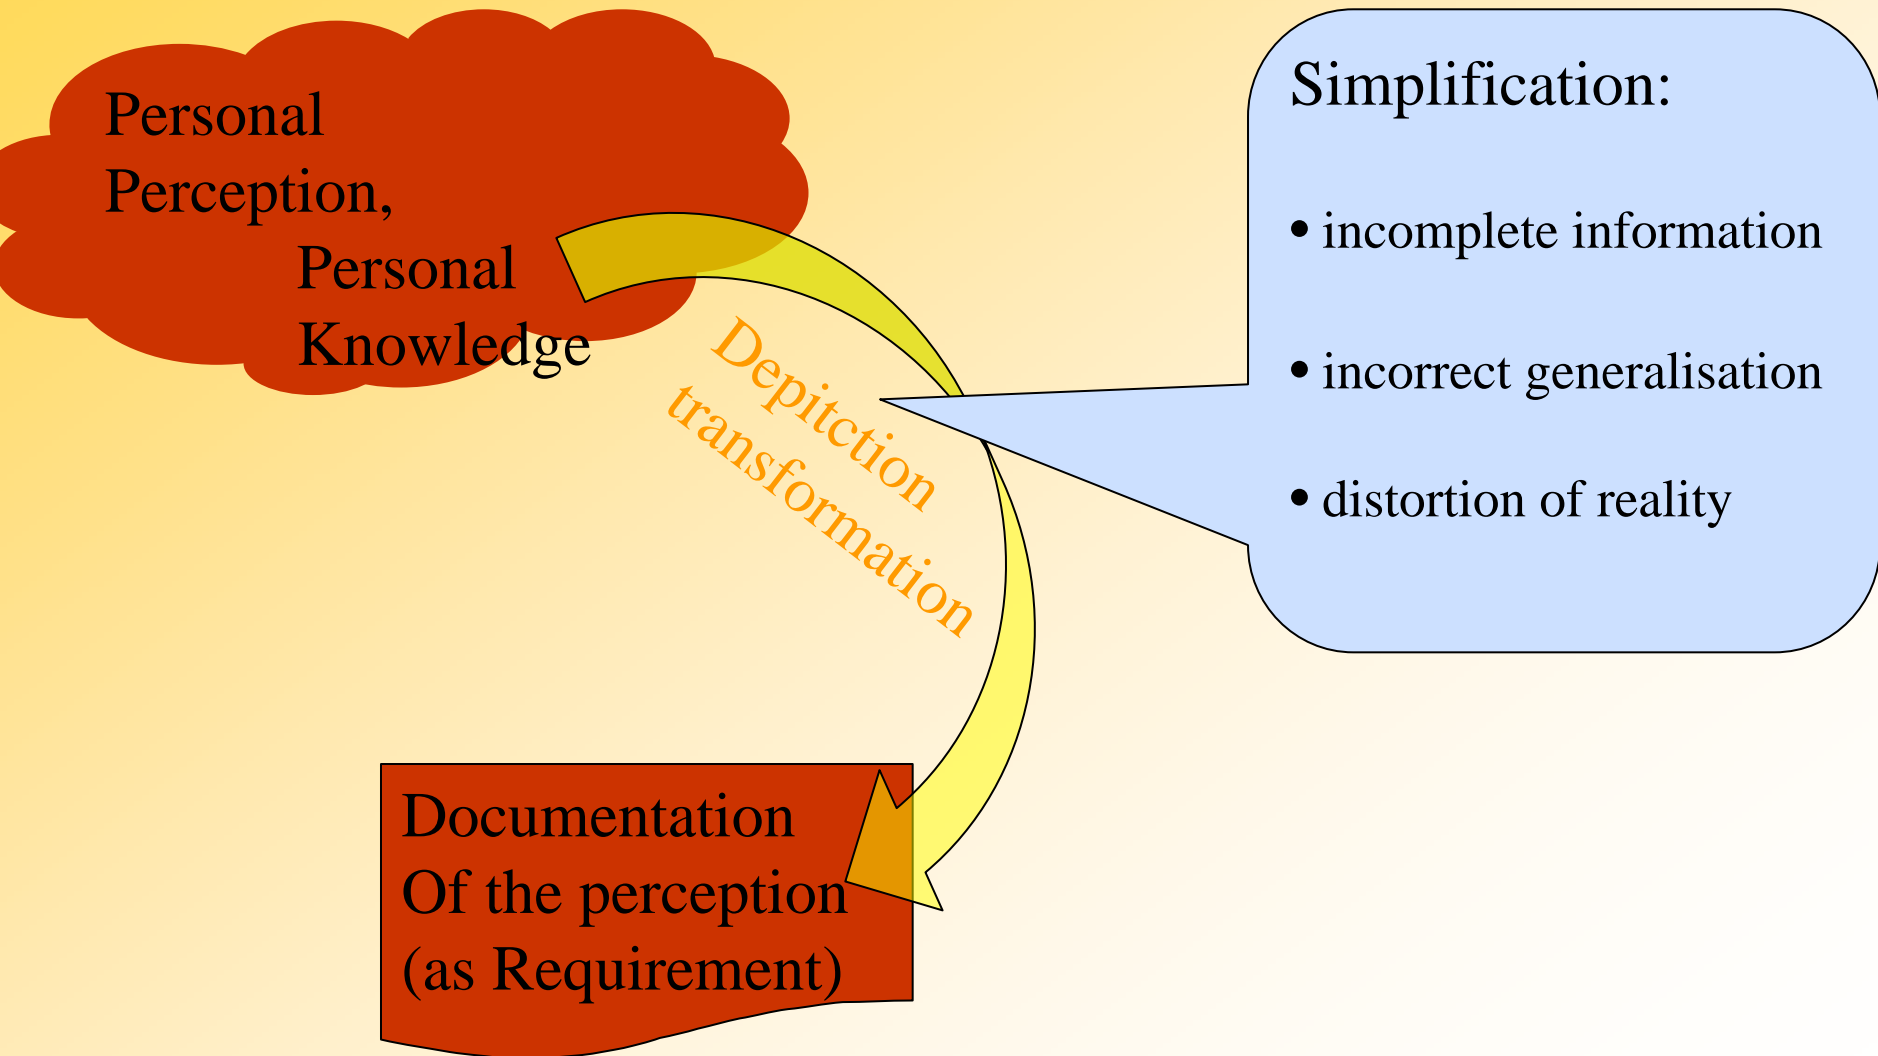 Personal
Perception,
Personal
Knowledge
Depitction
transformation
Simplification:
• incomplete information
• incorrect generalisation
• distortion of reality
Documentation
Of the perception
(as Requirement)